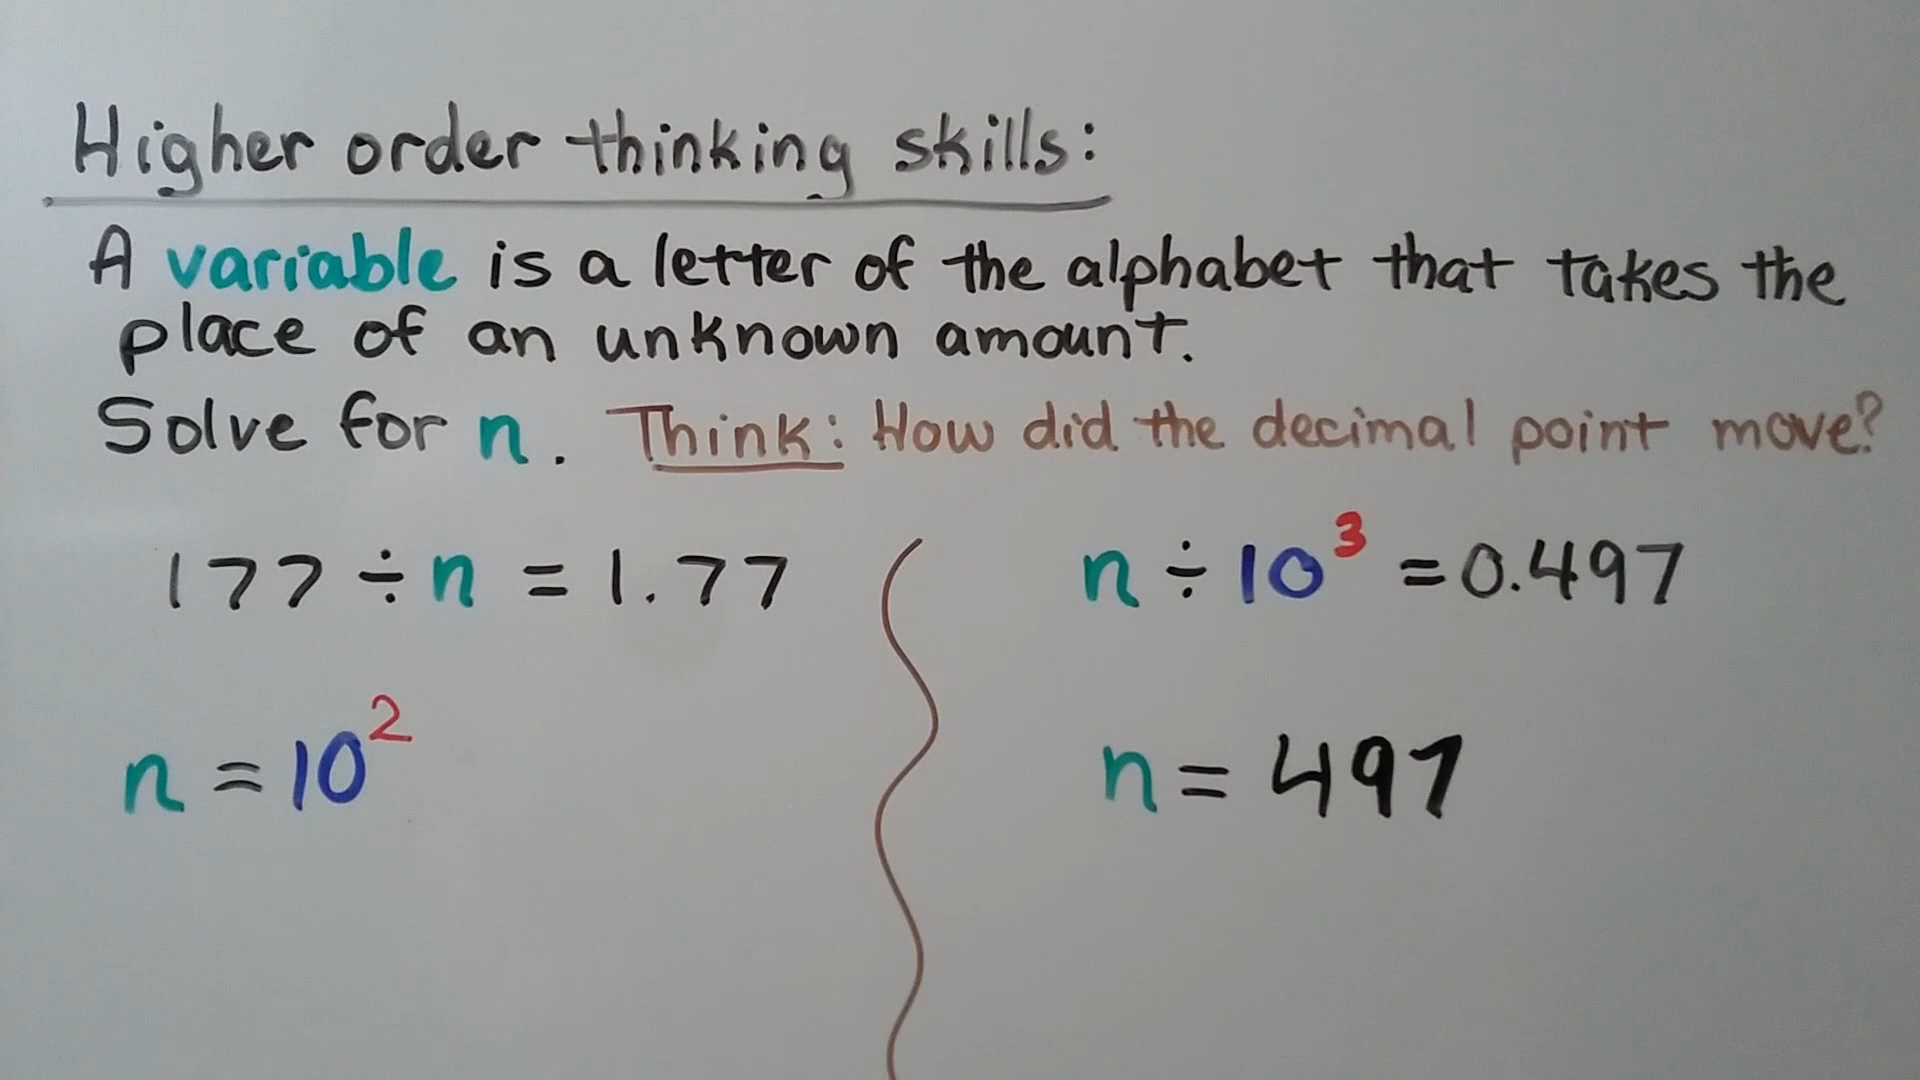 Higher order thinking skills:
A variable is a letter of the alphabet that takes the
place of an unknown amount.
Solve for n. Think: How did the decimal point move?
177 ÷ n = 1.77
n = 10²
n ÷ 10³ = 0.497
n = 497